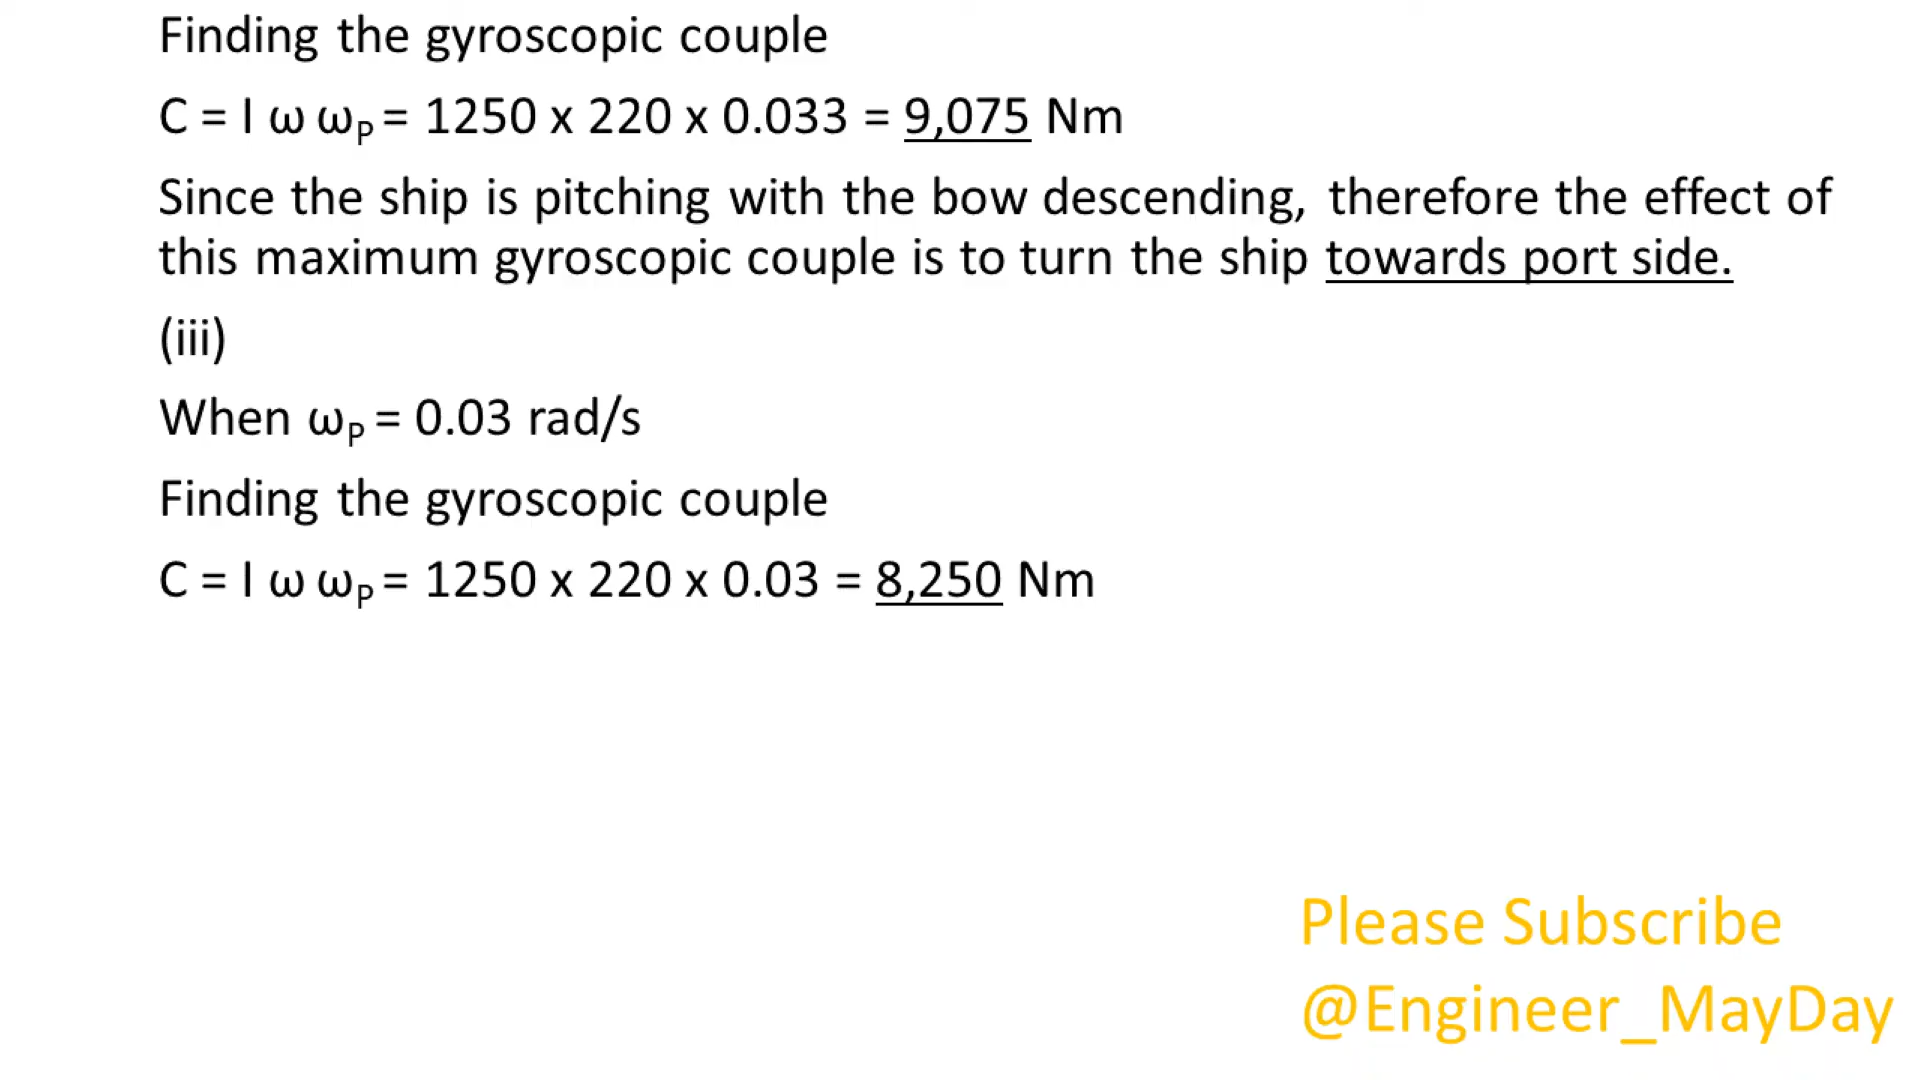 Finding the gyroscopic couple
C = I ω ωP = 1250 x 220 x 0.033 = 9,075 Nm
Since the ship is pitching with the bow descending, therefore the effect of
this maximum gyroscopic couple is to turn the ship towards port side.
(iii)
When ωP = 0.03 rad/s
Finding the gyroscopic couple
C = I ω ωP = 1250 x 220 x 0.03 = 8,250 Nm
Please Subscribe
@Engineer_MayDay